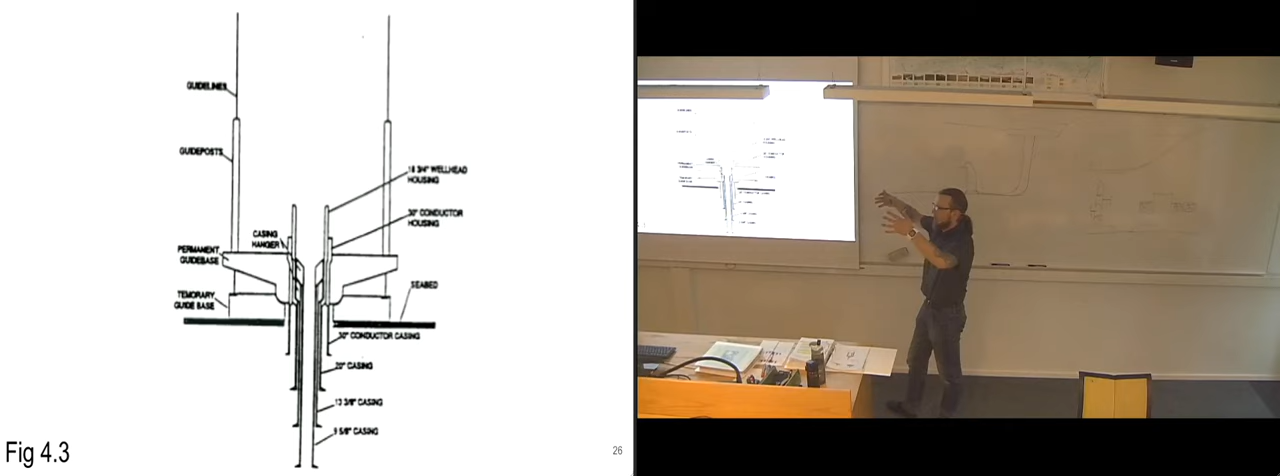 GUIDELINES
GUIDEPOSTS
18 3/4" WELLHEAD
HOUSING
30" CONDUCTOR
HOUSING
CASING
HANGER
PERMANENT
GUIDEBASE
SEABED
TEMORARY
GUIDE BASE
30" CONDUCTOR CASING
20" CASING
13 3/8" CASING
9 5/8" CASING
Fig 4.3
26